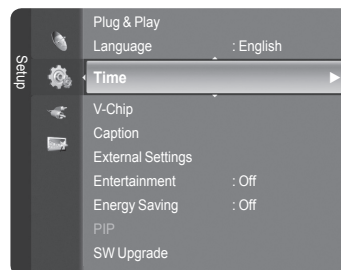 Setup
Plug & Play
Language : English
Time
V-Chip
Caption
External Settings
Entertainment : Off
Energy Saving : Off
PIP
SW Upgrade